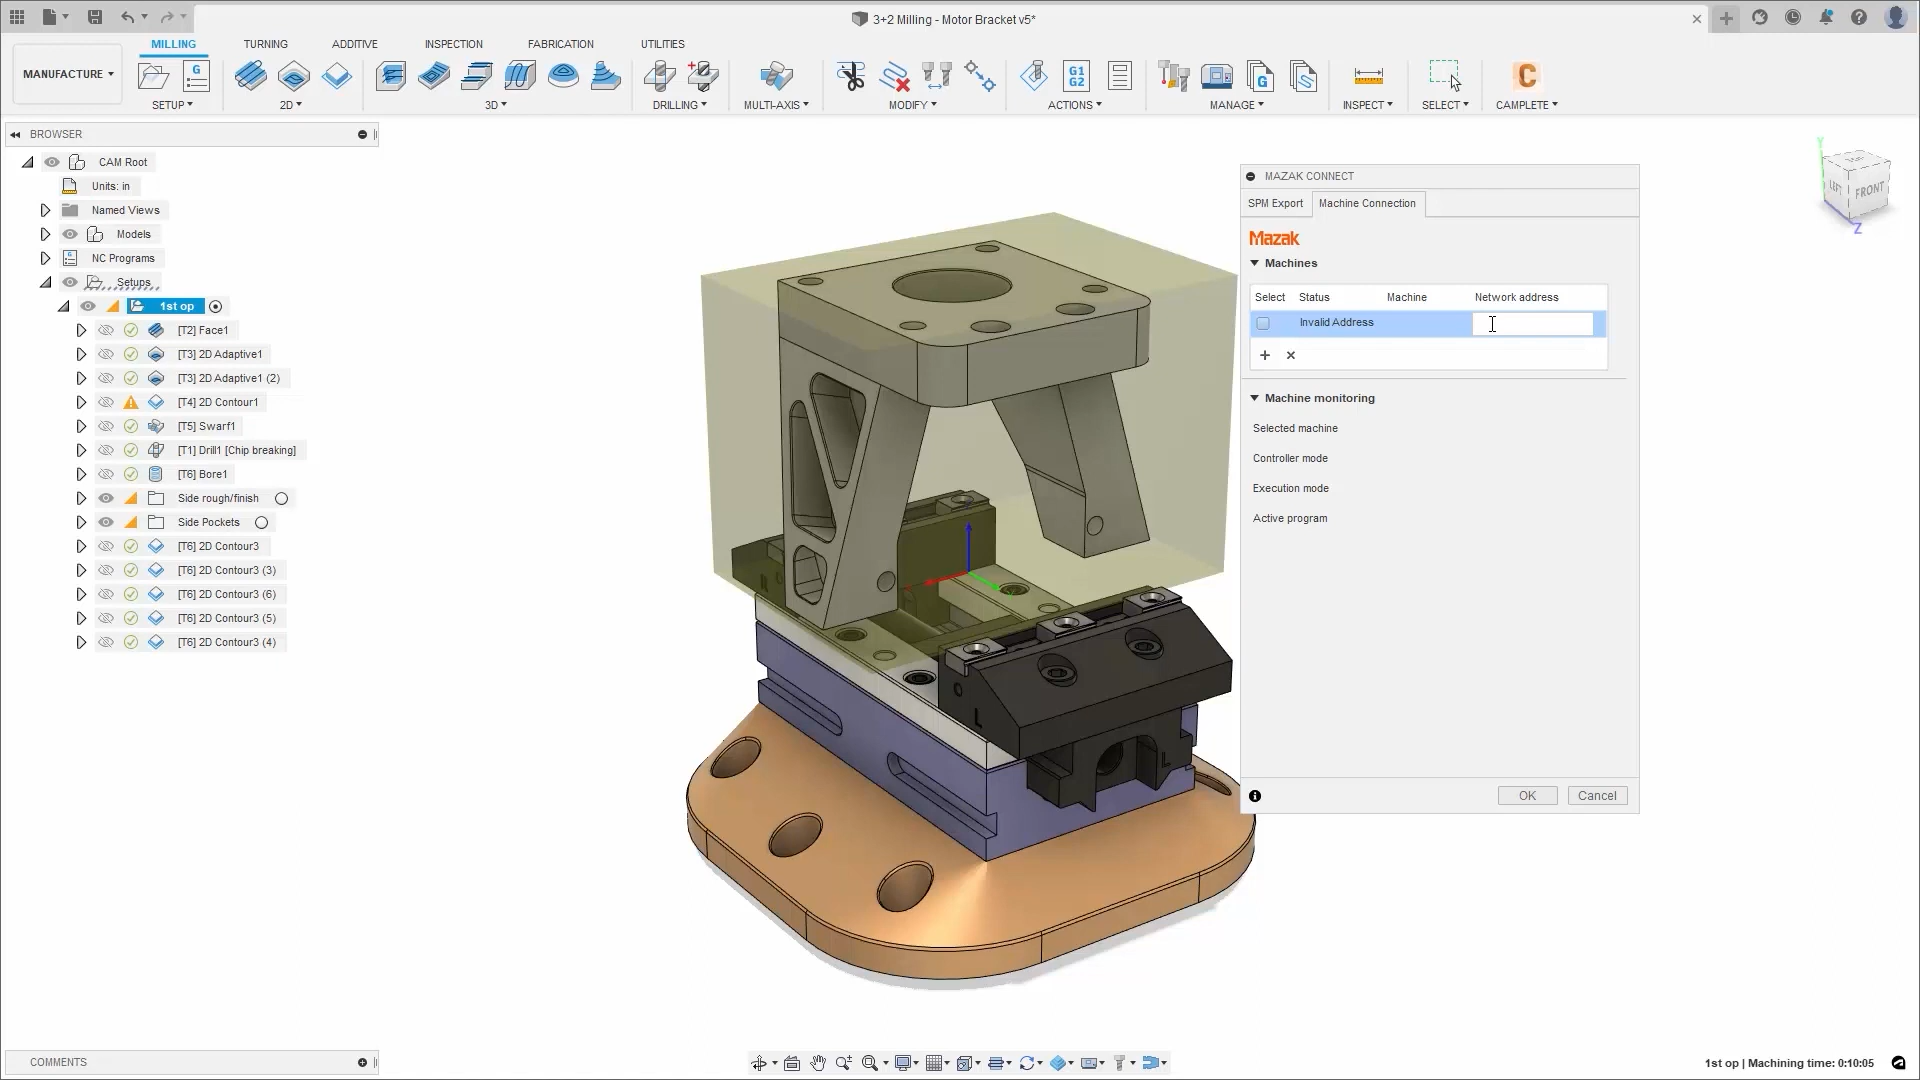 3+2 Milling - Motor Bracket v5*
MILLING
TURNING
ADDITIVE
INSPECTION
FABRICATION
UTILITIES
MANUFACTURE
G
G1
G2
G
C
SETUP
2D
3D
DRILLING
MULTI-AXIS
MODIFY
ACTIONS
MANAGE
INSPECT
SELECT
CAMPLETE
BROWSER
CAM Root
Units: in
Named Views
Models
NC Programs
Setups
1st op
[T2] Face1
[T3] 2D Adaptive1
[T3] 2D Adaptive1 (2)
[T4] 2D Contour1
[T5] Swarf1
[T1] Drill1 [Chip breaking]
[T6] Bore1
Side rough/finish
Side Pockets
[T6] 2D Contour3
[T6] 2D Contour3 (3)
[T6] 2D Contour3 (6)
[T6] 2D Contour3 (5)
[T6] 2D Contour3 (4)
MAZAK CONNECT
SPM Export
Machine Connection
Mazak
Machines
Select
Status
Machine
Network address
Invalid Address
Machine monitoring
Selected machine
Controller mode
Execution mode
Active program
OK
Cancel
Y
LEFT
FRONT
Z
L
L
COMMENTS
1st op | Machining time: 0:10:05